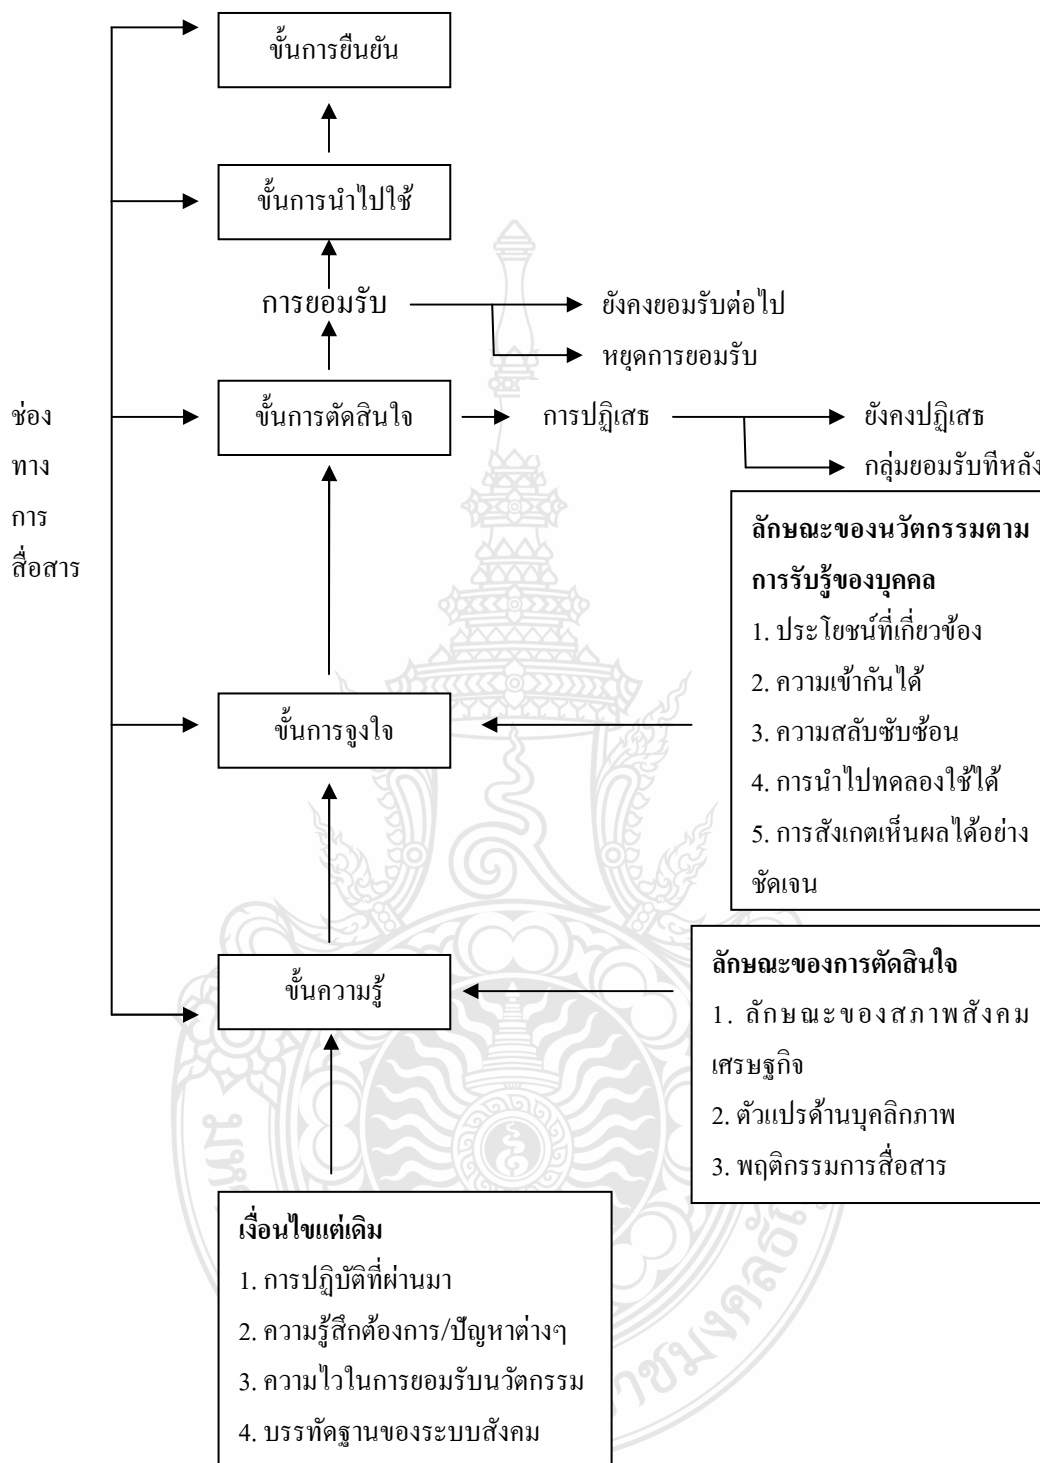 ขั้นการยืนยัน
ขั้นการนำไปใช้
การยอมรับ
ยังคงยอมรับต่อไป
หยุดการยอมรับ
ช่อง
ทาง
การ
สื่อสาร
ขั้นการตัดสินใจ
การปฏิเสธ
ยังคงปฏิเสธ
กลุ่มยอมรับทีหลัง
ลักษณะของนวัตกรรมตาม
การรับรู้ของบุคคล
1. ประโยชน์ที่เกี่ยวข้อง
2. ความเข้ากันได้
3. ความสลับซับซ้อน
4. การนำไปทดลองใช้ได้
5. การสังเกตเห็นผลได้อย่าง
ชัดเจน
ขั้นการจูงใจ
ขั้นความรู้
ลักษณะของการตัดสินใจ
1. ลักษณะของสภาพสังคม
เศรษฐกิจ
2. ตัวแปรด้านบุคลิกภาพ
3. พฤติกรรมการสื่อสาร
เงื่อนไขแต่เดิม
1. การปฏิบัติที่ผ่านมา
2. ความรู้สึกต้องการ/ปัญหาต่างๆ
3. ความไวในการยอมรับนวัตกรรม
4. บรรทัดฐานของระบบสังคม